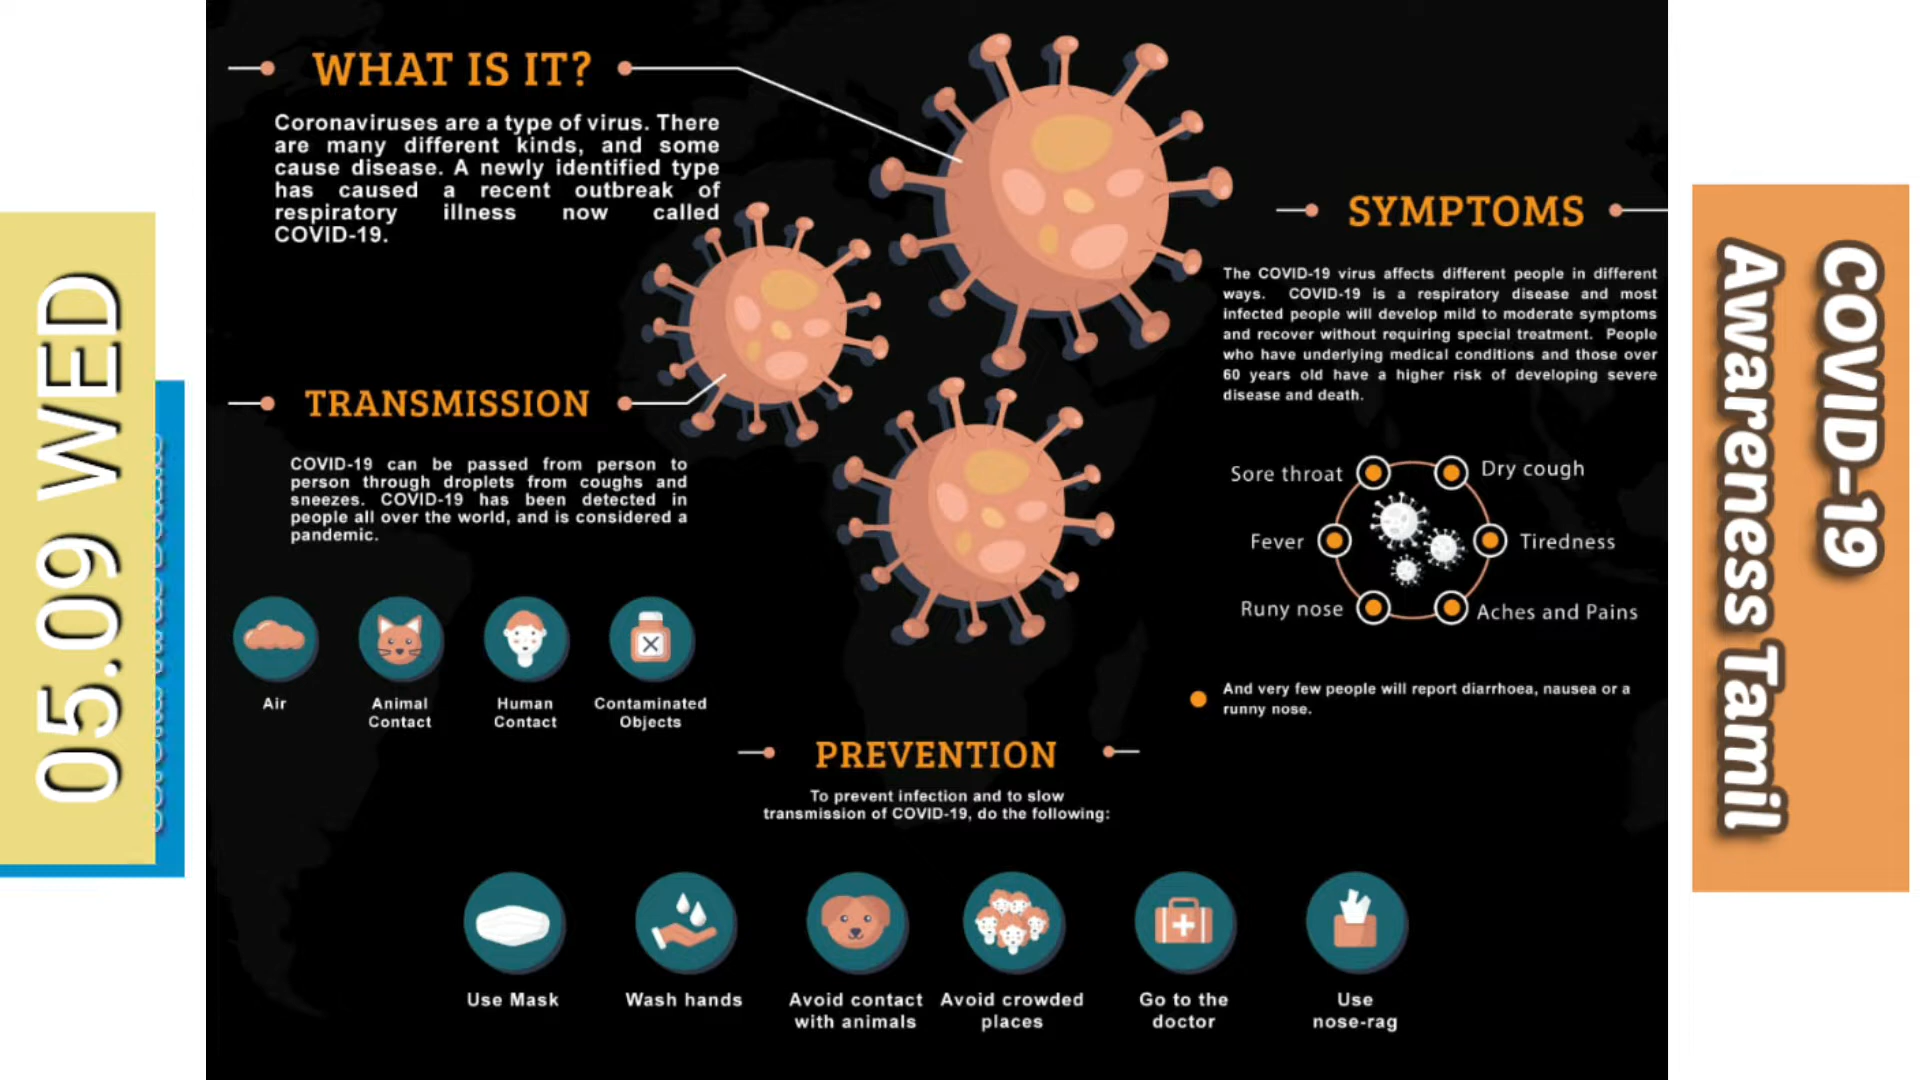 05.09 WED
WHAT IS IT?
Coronaviruses are a type of virus. There
are many different kinds, and some
cause disease. A newly identified type
has caused a recent outbreak of
respiratory illness now called
COVID-19.
TRANSMISSION
COVID-19 can be passed from person to
person through droplets from coughs and
sneezes. COVID-19 has been detected in
people all over the world, and is considered a
pandemic.
Air
Animal
Contact
Human
Contact
Contaminated
Objects
SYMPTOMS
The COVID-19 virus affects different people in different
ways. COVID-19 is a respiratory disease and most
infected people will develop mild to moderate symptoms
and recover without requiring special treatment. People
who have underlying medical conditions and those over
60 years old have a higher risk of developing severe
disease and death.
Sore throat
Dry cough
Fever
Tiredness
Runy nose
Aches and Pains
And very few people will report diarrhoea, nausea or a
runny nose.
PREVENTION
To prevent infection and to slow
transmission of COVID-19, do the following:
Use Mask
Wash hands
Avoid contact
with animals
Avoid crowded
places
Go to the
doctor
Use
nose-rag
COVID-19
Awareness Tamil